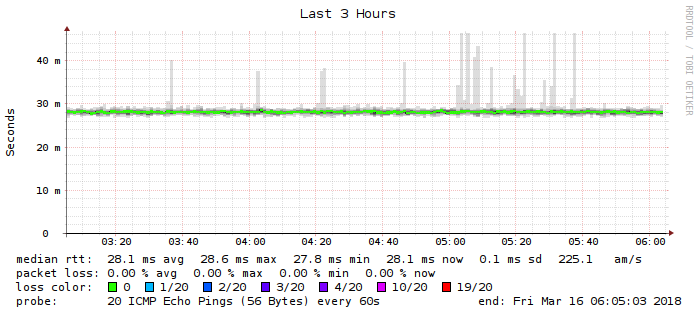 Last 3 Hours
RRDTOOL / TOBI OETIKER
Seconds
40 m
30 m
20 m
10 m
0
03:20 03:40 04:00 04:20 04:40 05:00 05:20 05:40 06:00
median rtt: 28.1 ms avg 28.6 ms max 27.8 ms min 28.1 ms now 0.1 ms sd 225.1 am/s
packet loss: 0.00 % avg 0.00 % max 0.00 % min 0.00 % now
loss color: 0 1/20 2/20 3/20 4/20 10/20 19/20
probe: 20 ICMP Echo Pings (56 Bytes) every 60s end: Fri Mar 16 06:05:03 2018